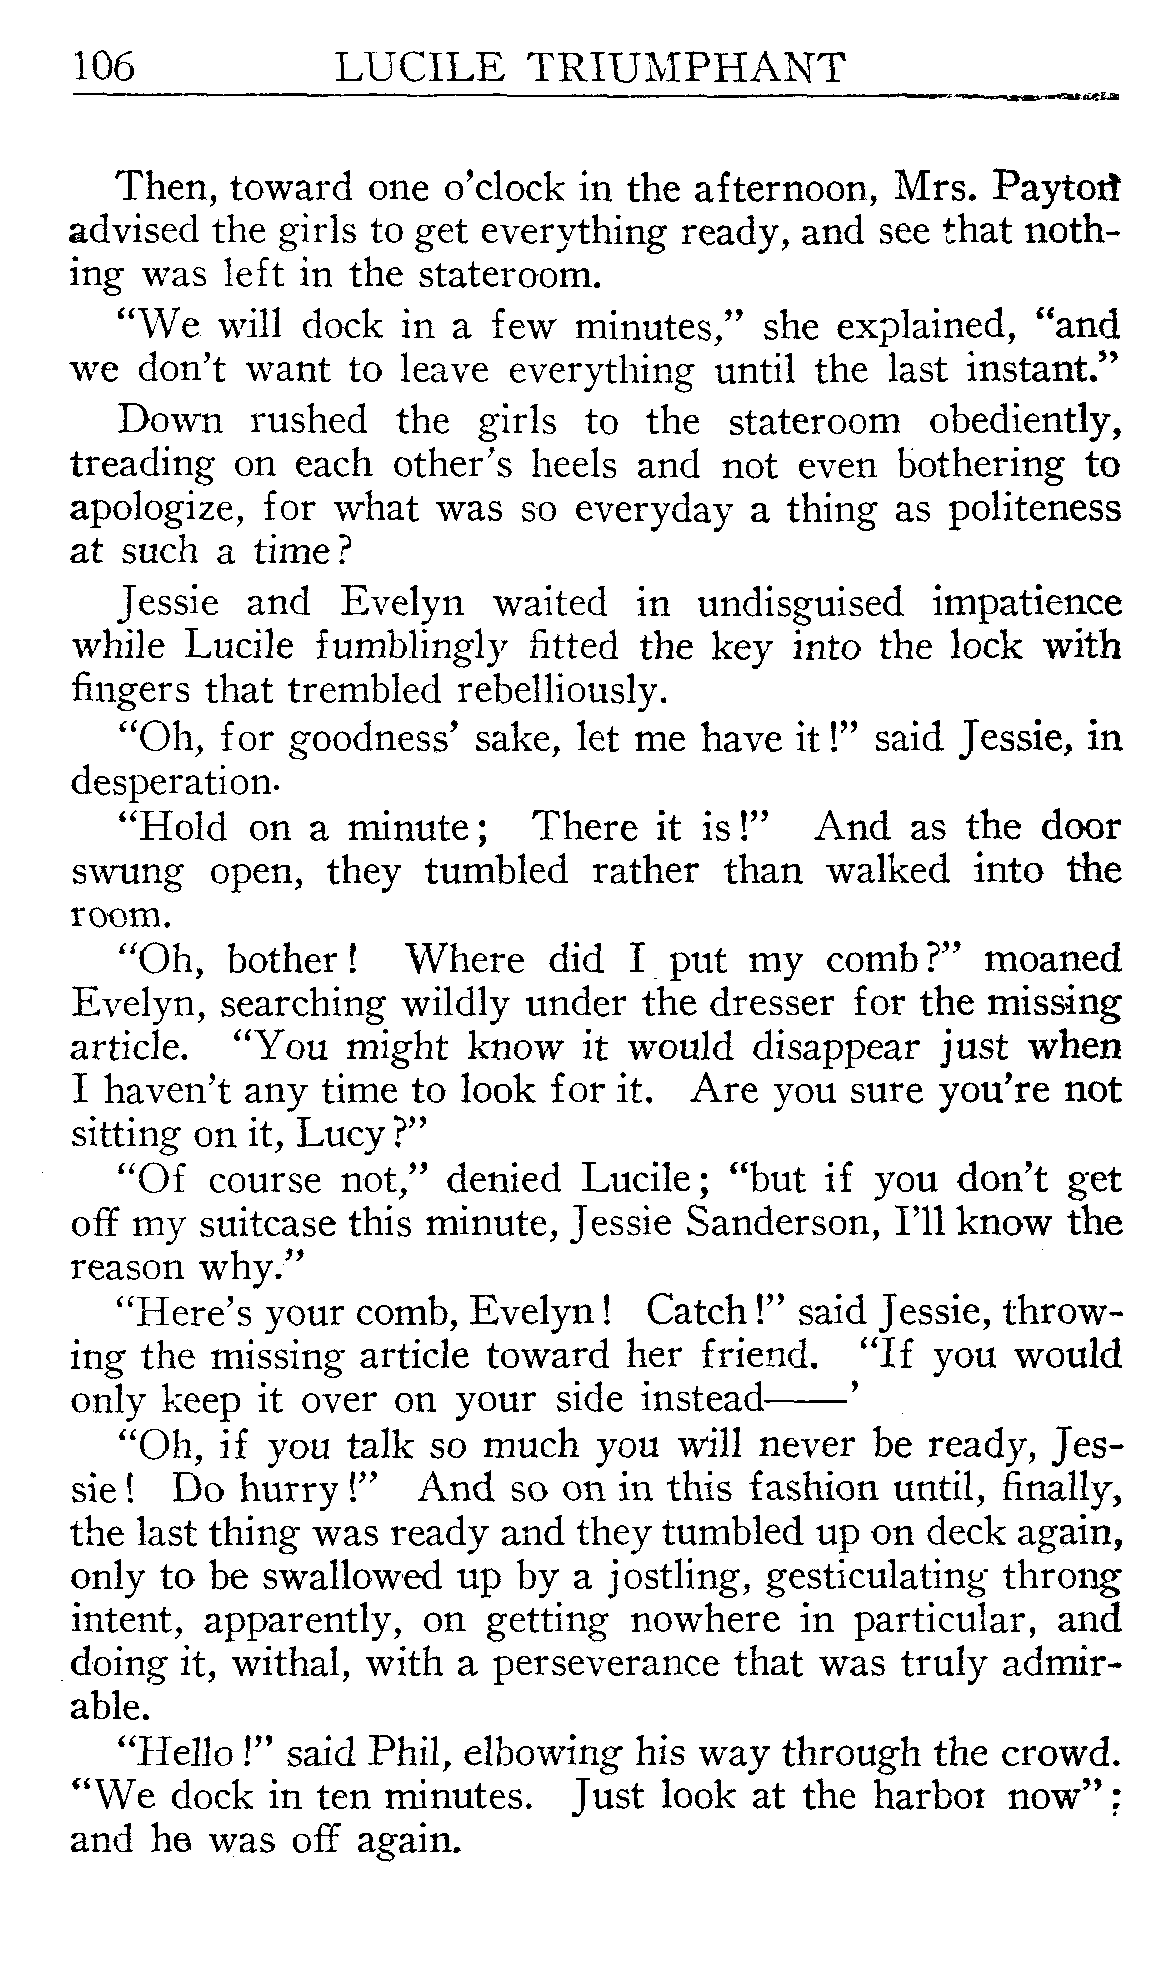 106 LUCILE TRIUMPHANT
Then, toward one o'clock in the afternoon, Mrs. Payton
advised the girls to get everything ready, and see that noth-
ing was left in the stateroom.
“We will dock in a few minutes,” she explained, “and
we don't want to leave everything until the last instant.”
Down rushed the girls to the stateroom obediently,
treading on each other's heels and not even bothering to
apologize, for what was so everyday a thing as politeness
at such a time?
Jessie and Evelyn waited in undisguised impatience
while Lucile fumblingly fitted the key into the lock with
fingers that trembled rebelliously.
“Oh, for goodness' sake, let me have it!” said Jessie, in
desperation.
“Hold on a minute; There it is!” And as the door
swung open, they tumbled rather than walked into the
room.
“Oh, bother! Where did I put my comb?” moaned
Evelyn, searching wildly under the dresser for the missing
article. “You might know it would disappear just when
I haven't any time to look for it. Are you sure you're not
sitting on it, Lucy?”
“Of course not,” denied Lucile; “but if you don't get
off my suitcase this minute, Jessie Sanderson, I'll know the
reason why.”
“Here's your comb, Evelyn! Catch!” said Jessie, throw-
ing the missing article toward her friend. “If you would
only keep it over on your side instead——’
“Oh, if you talk so much you will never be ready, Jes-
sie! Do hurry!” And so on in this fashion until, finally,
the last thing was ready and they tumbled up on deck again,
only to be swallowed up by a jostling, gesticulating throng
intent, apparently, on getting nowhere in particular, and
doing it, withal, with a perseverance that was truly admir-
able.
“Hello!” said Phil, elbowing his way through the crowd.
“We dock in ten minutes. Just look at the harbor now”;
and he was off again.